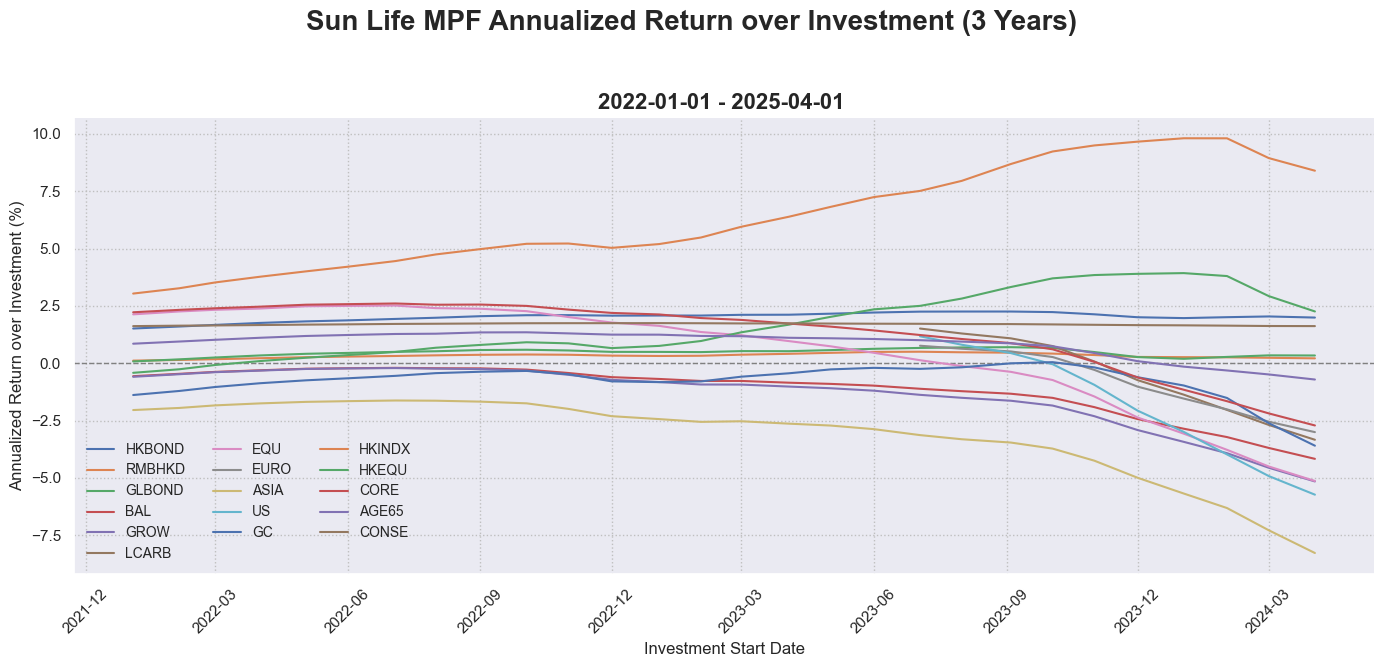 Sun Life MPF Annualized Return over Investment (3 Years)
2022-01-01 - 2025-04-01
Annualized Return over Investment (%)
10.0
7.5
5.0
2.5
0.0
−2.5
−5.0
−7.5
HKBOND EQU HKINDX
RMBHKD EURO HKEQU
GLBOND ASIA CORE
BAL US AGE65
GROW GC CONSE
LCARB
2021-12 2022-03 2022-06 2022-09 2022-12 2023-03 2023-06 2023-09 2023-12 2024-03
Investment Start Date